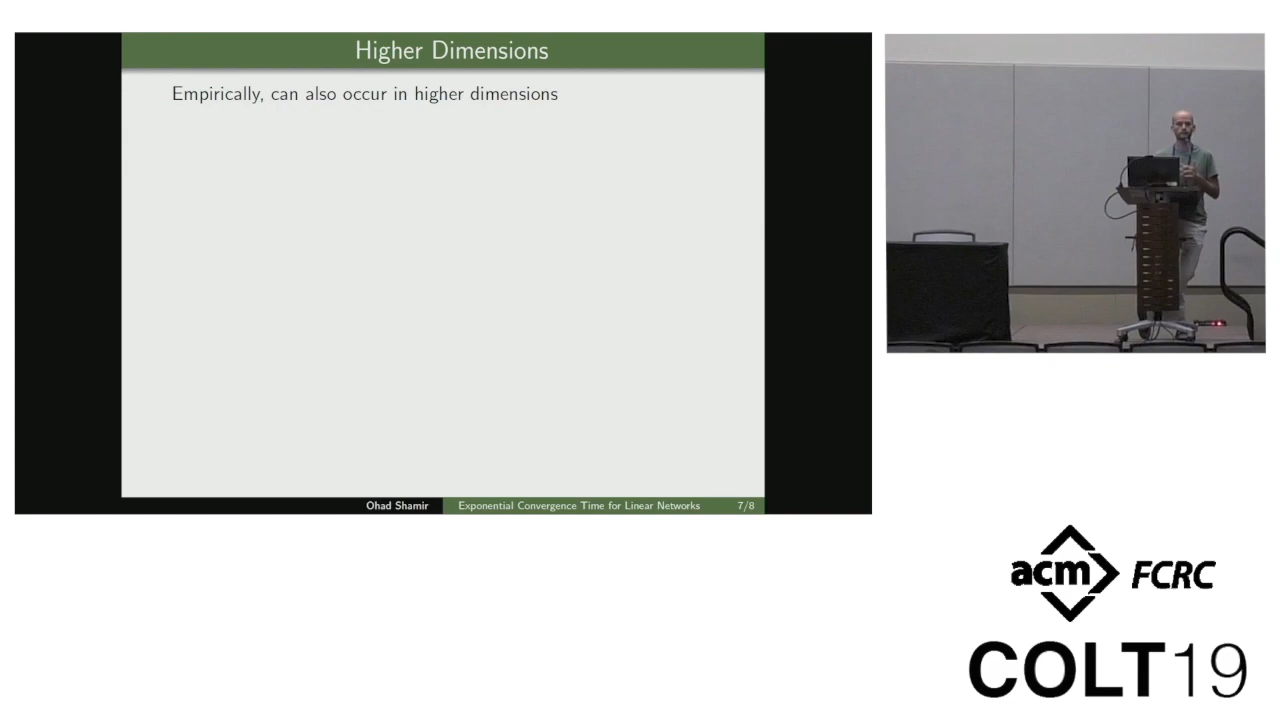 Higher Dimensions
Empirically, can also occur in higher dimensions
Ohad Shamir Exponential Convergence Time for Linear Networks 7/8
acm FCRC
COLT19